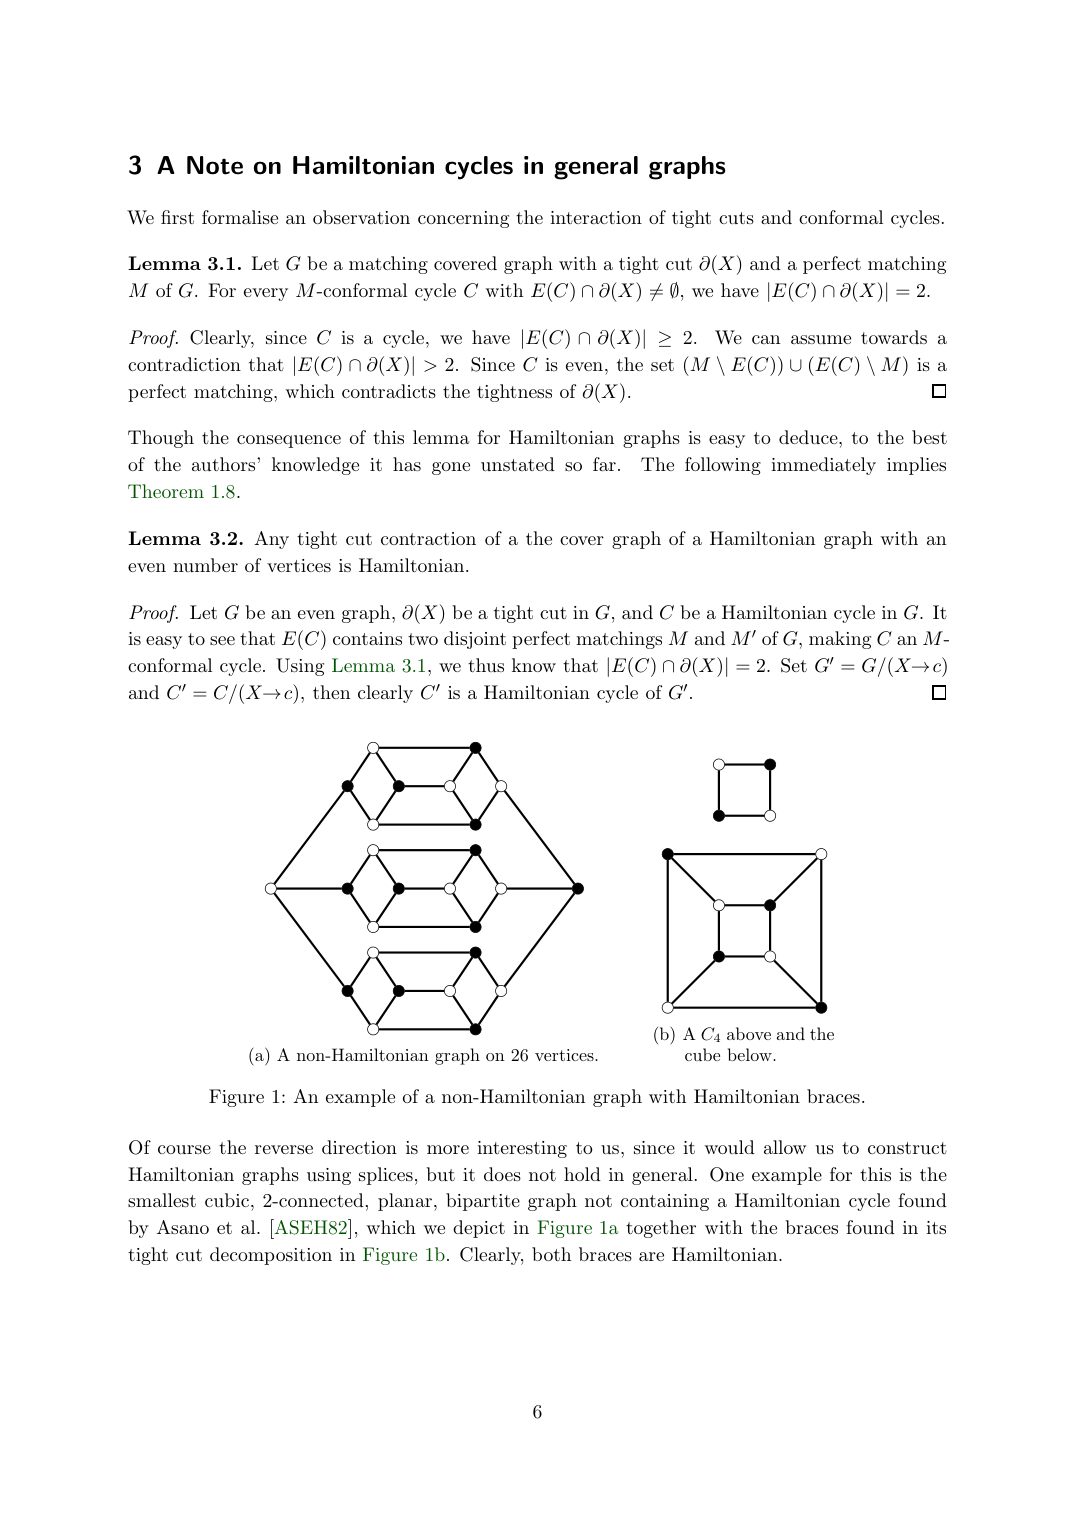 3 A Note on Hamiltonian cycles in general graphs
We first formalise an observation concerning the interaction of tight cuts and conformal cycles.
Lemma 3.1. Let G be a matching covered graph with a tight cut ∂(X) and a perfect matching
M of G. For every M-conformal cycle C with E(C) ∩ ∂(X) ≠ ∅, we have |E(C) ∩ ∂(X)| = 2.
Proof. Clearly, since C is a cycle, we have |E(C) ∩ ∂(X)| ≥ 2. We can assume towards a
contradiction that |E(C) ∩ ∂(X)| > 2. Since C is even, the set (M \ E(C)) ∪ (E(C) \ M) is a
perfect matching, which contradicts the tightness of ∂(X). □
Though the consequence of this lemma for Hamiltonian graphs is easy to deduce, to the best
of the authors' knowledge it has gone unstated so far. The following immediately implies
Theorem 1.8.
Lemma 3.2. Any tight cut contraction of a the cover graph of a Hamiltonian graph with an
even number of vertices is Hamiltonian.
Proof. Let G be an even graph, ∂(X) be a tight cut in G, and C be a Hamiltonian cycle in G. It
is easy to see that E(C) contains two disjoint perfect matchings M and M′ of G, making C an M-
conformal cycle. Using Lemma 3.1, we thus know that |E(C) ∩ ∂(X)| = 2. Set G′ = G/(X→c)
and C′ = C/(X→c), then clearly C′ is a Hamiltonian cycle of G′. □
(a) A non-Hamiltonian graph on 26 vertices.
(b) A C₄ above and the
cube below.
Figure 1: An example of a non-Hamiltonian graph with Hamiltonian braces.
Of course the reverse direction is more interesting to us, since it would allow us to construct
Hamiltonian graphs using splices, but it does not hold in general. One example for this is the
smallest cubic, 2-connected, planar, bipartite graph not containing a Hamiltonian cycle found
by Asano et al. [ASEH82], which we depict in Figure 1a together with the braces found in its
tight cut decomposition in Figure 1b. Clearly, both braces are Hamiltonian.
6